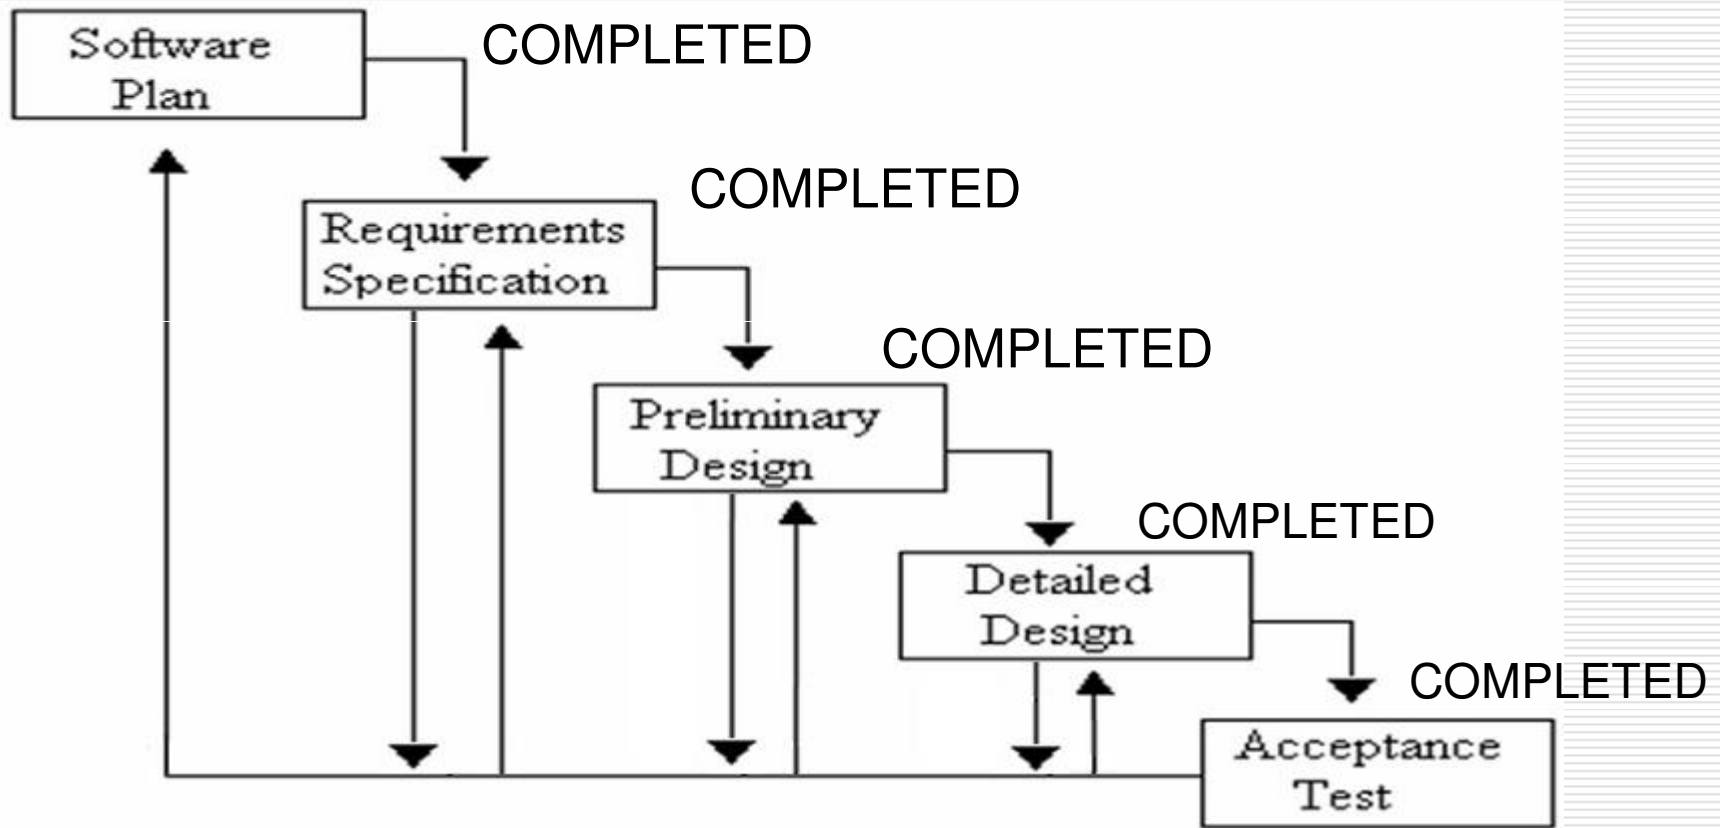 Software
Plan
COMPLETED
Requirements
Specification
COMPLETED
Preliminary
Design
COMPLETED
Detailed
Design
COMPLETED
Acceptance
Test
COMPLETED